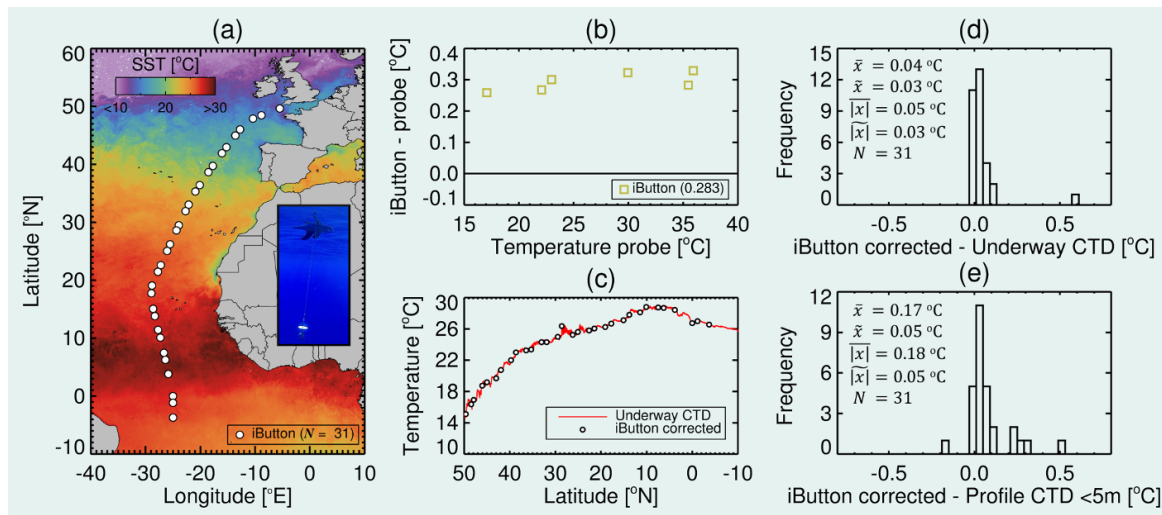 (a)
60
50
40
30
20
10
0
-10
Latitude [°N]
SST [°C]
<10 20 >30
iButton (N = 31)
-40 -30 -20 -10 0 10
Longitude [°E]
(b)
0.4
0.3
0.2
0.1
0.0
-0.1
iButton - probe [°C]
iButton (0.283)
15 20 25 30 35 40
Temperature probe [°C]
(c)
30
26
22
18
14
10
Temperature [°C]
Underway CTD
iButton corrected
50 40 30 20 10 0 -10
Latitude [°N]
(d)
15
12
9
6
3
0
Frequency
x̄ = 0.04 °C
x̃ = 0.03 °C
|x|̅ = 0.05 °C
|x|̃ = 0.03 °C
N = 31
-0.5 0.0 0.5
iButton corrected - Underway CTD [°C]
(e)
12
9
6
3
0
Frequency
x̄ = 0.17 °C
x̃ = 0.05 °C
|x|̅ = 0.18 °C
|x|̃ = 0.05 °C
N = 31
-0.5 0.0 0.5
iButton corrected - Profile CTD <5m [°C]